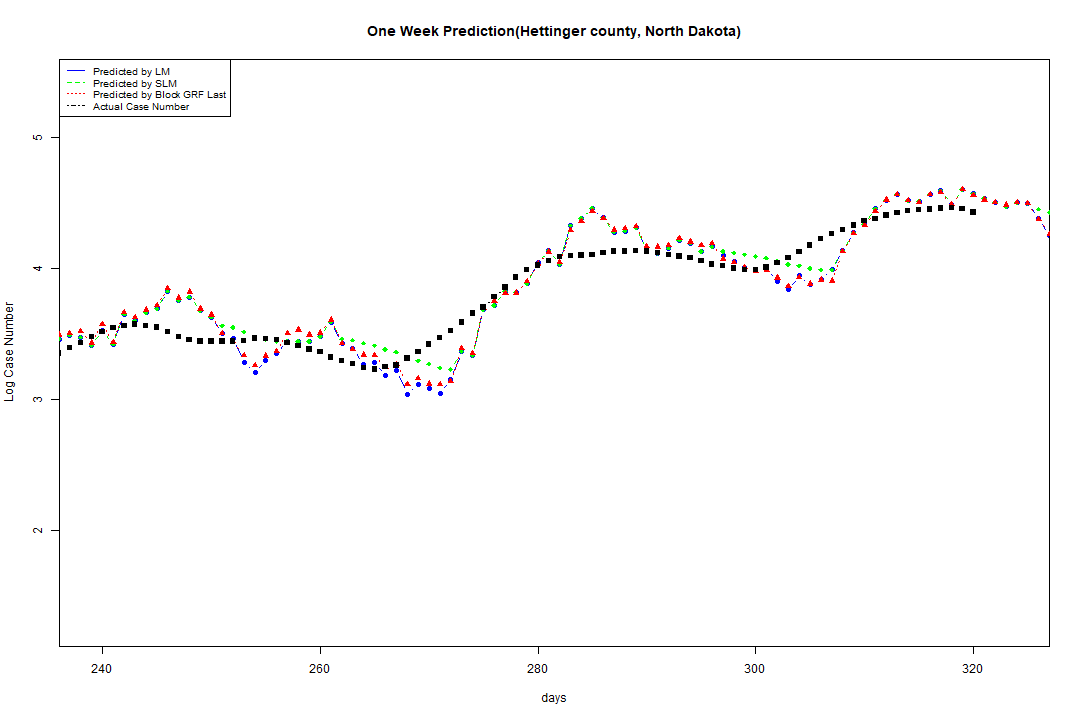 One Week Prediction(Hettinger county, North Dakota)
Predicted by LM
Predicted by SLM
Predicted by Block GRF Last
Actual Case Number
5
4
3
2
Log Case Number
240 260 280 300 320
days